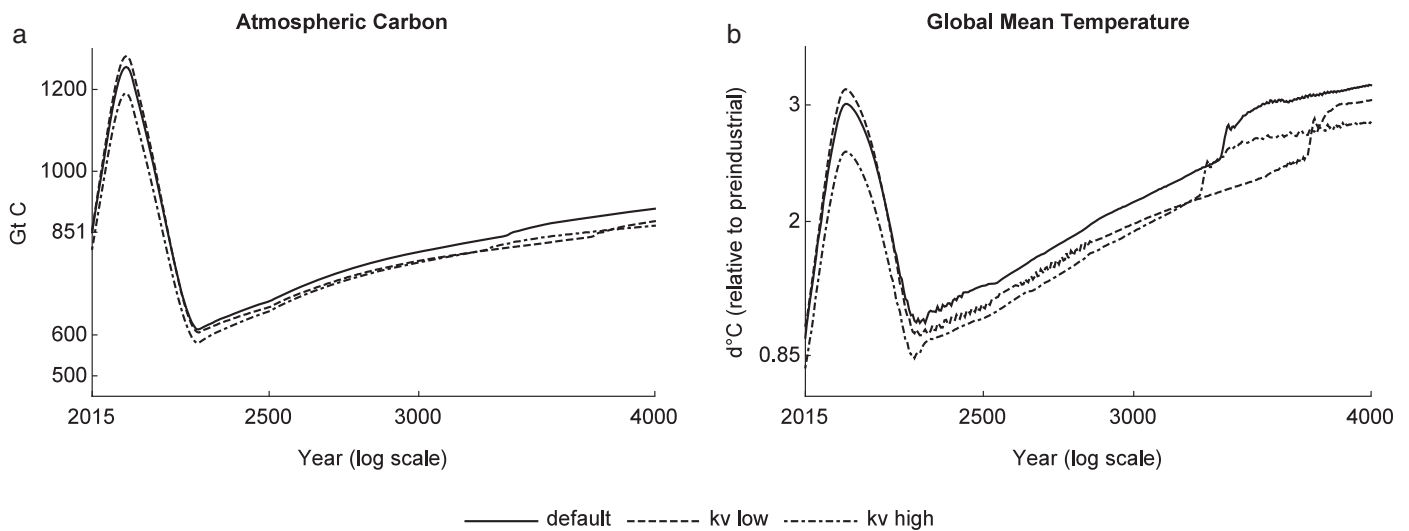 a
Atmospheric Carbon
1200
1000
851
600
500
Gt C
2015
2500
3000
4000
Year (log scale)
b
Global Mean Temperature
3
2
0.85
d°C (relative to preindustrial)
2015
2500
3000
4000
Year (log scale)
default
kv low
kv high